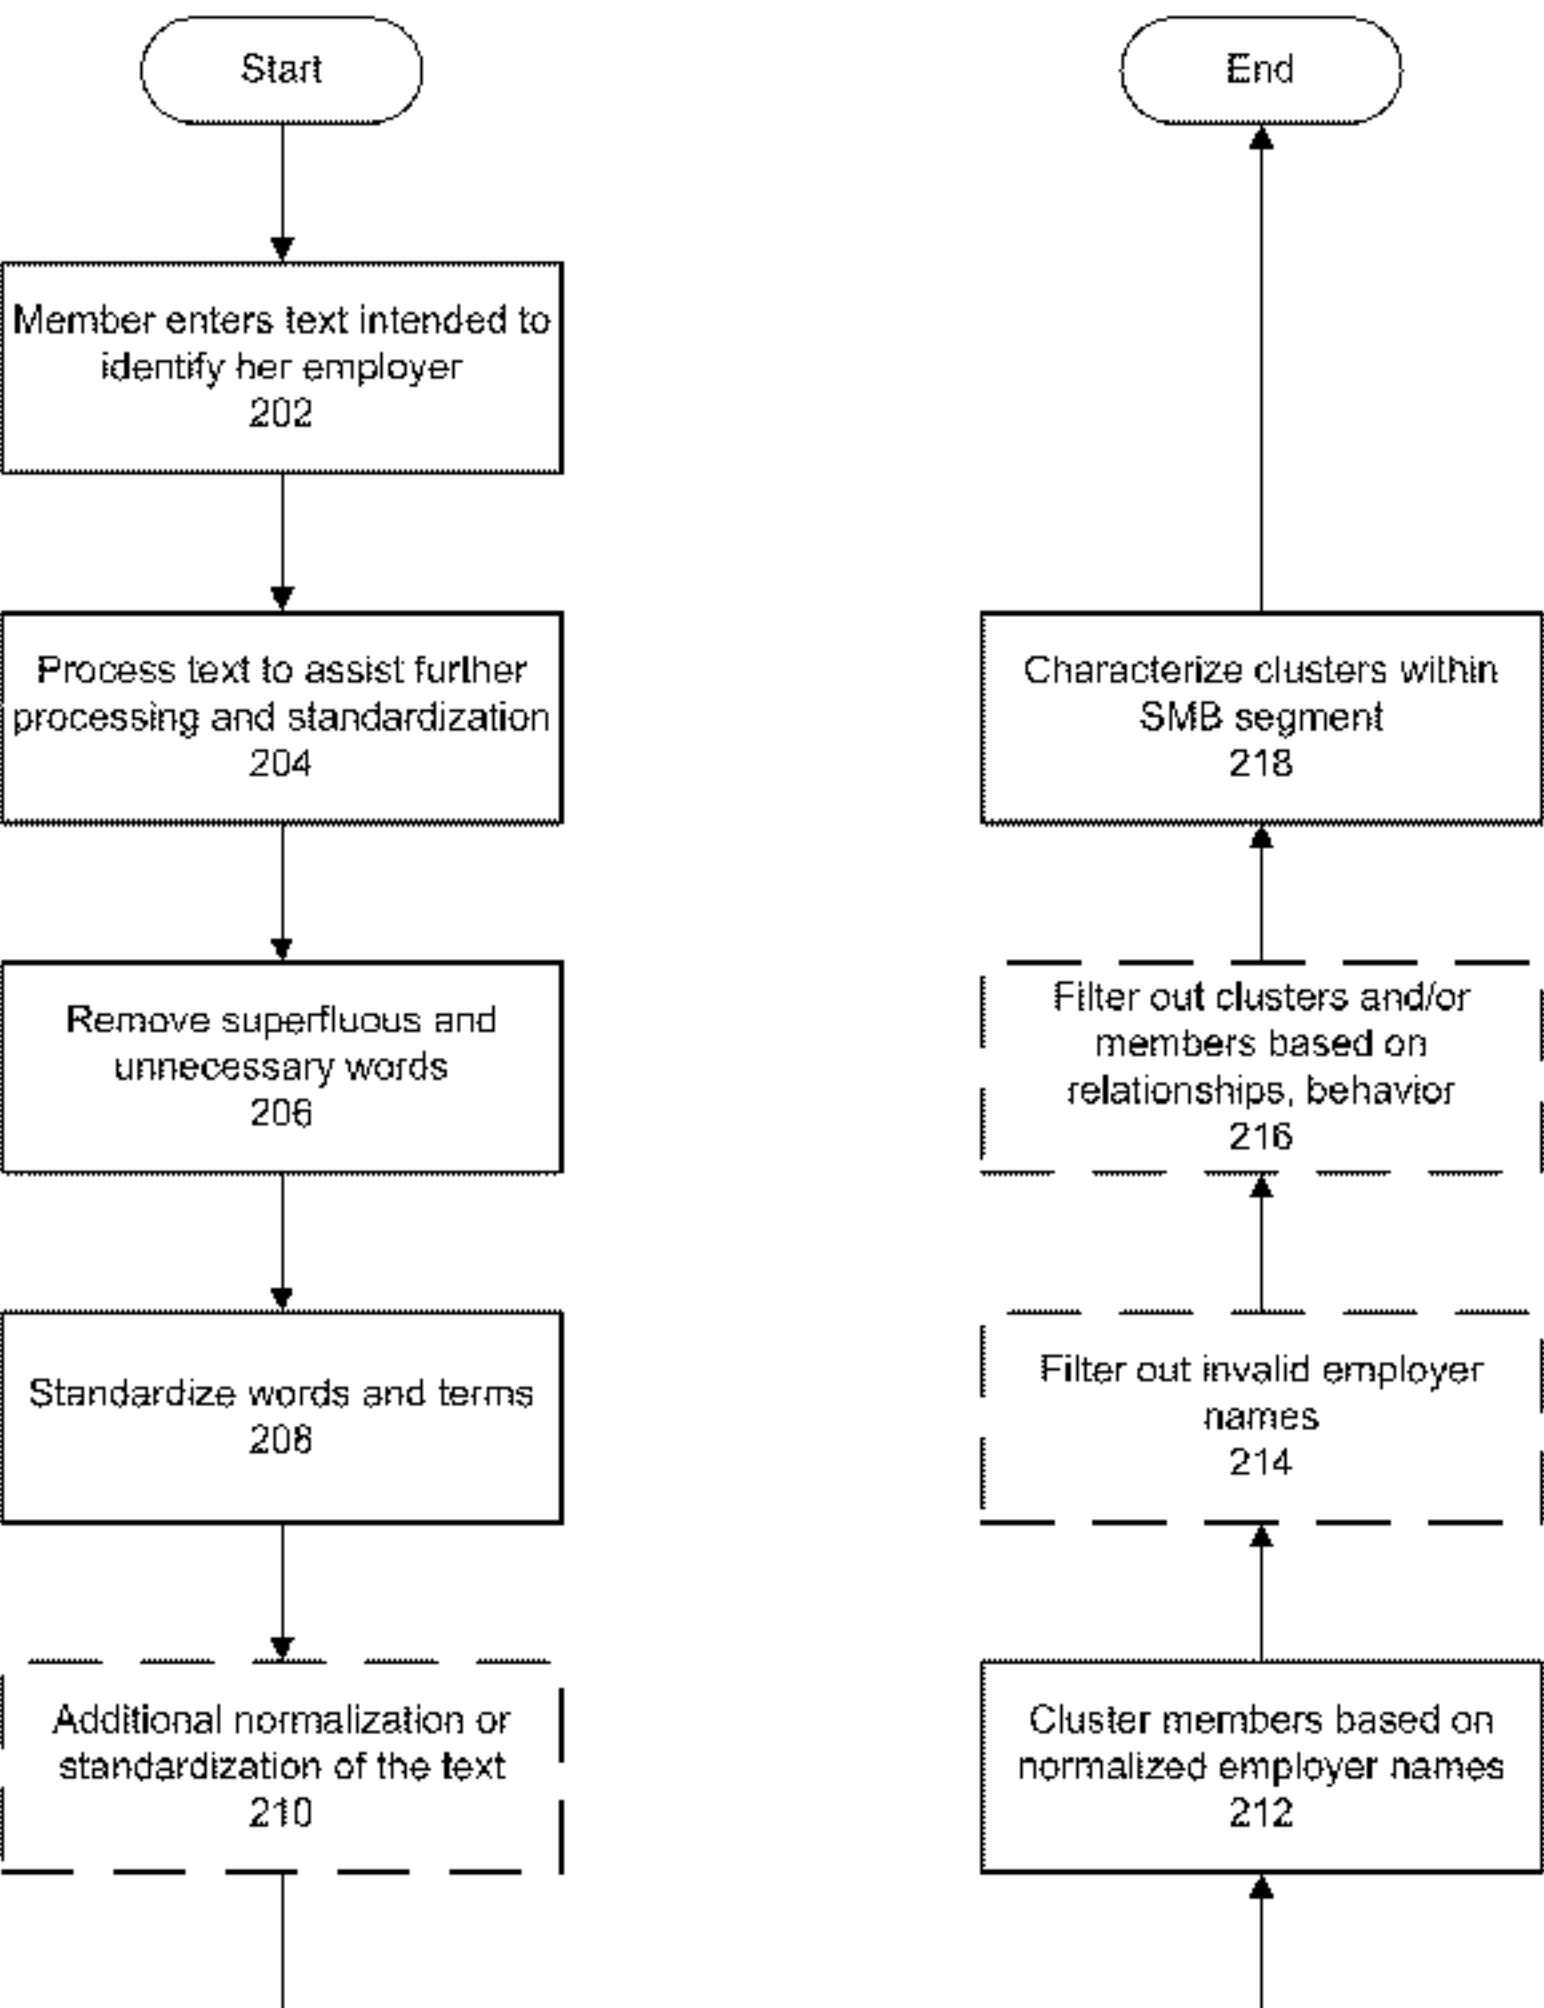 Start
Member enters text intended to
identify her employer
202
Process text to assist further
processing and standardization
204
Remove superfluous and
unnecessary words
206
Standardize words and terms
208
Additional normalization or
standardization of the text
210
End
Characterize clusters within
SMB segment
218
Filter out clusters and/or
members based on
relationships, behavior
216
Filter out invalid employer
names
214
Cluster members based on
normalized employer names
212